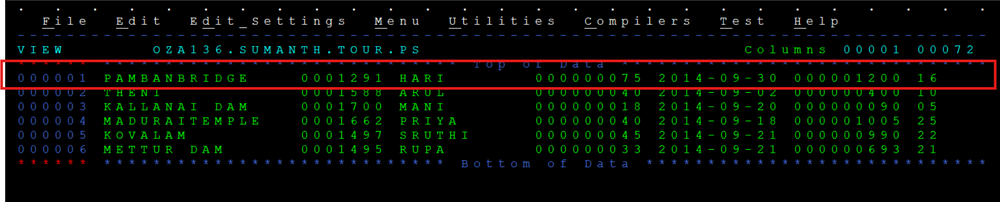 File Edit Edit_Settings Menu Utilities Compilers Test Help
VIEW OZA136.SUMANTH.TOUR.PS Columns 00001 00072
****** ***************************** Top of Data ******************************
000001 PAMBANBRIDGE 0001291 HARI 000000075 2014-09-30 000001200 16
000002 THENI 0001588 ARUL 000000040 2014-09-02 000000400 10
000003 KALLANAI DAM 0001700 MANI 000000018 2014-09-20 000000090 05
000004 MADURAITEMPLE 0001662 PRIYA 000000040 2014-09-18 000001005 25
000005 KOVALAM 0001497 SRUTHI 000000045 2014-09-21 000000990 22
000006 METTUR DAM 0001495 RUPA 000000033 2014-09-21 000000693 21
****** **************************** Bottom of Data ****************************